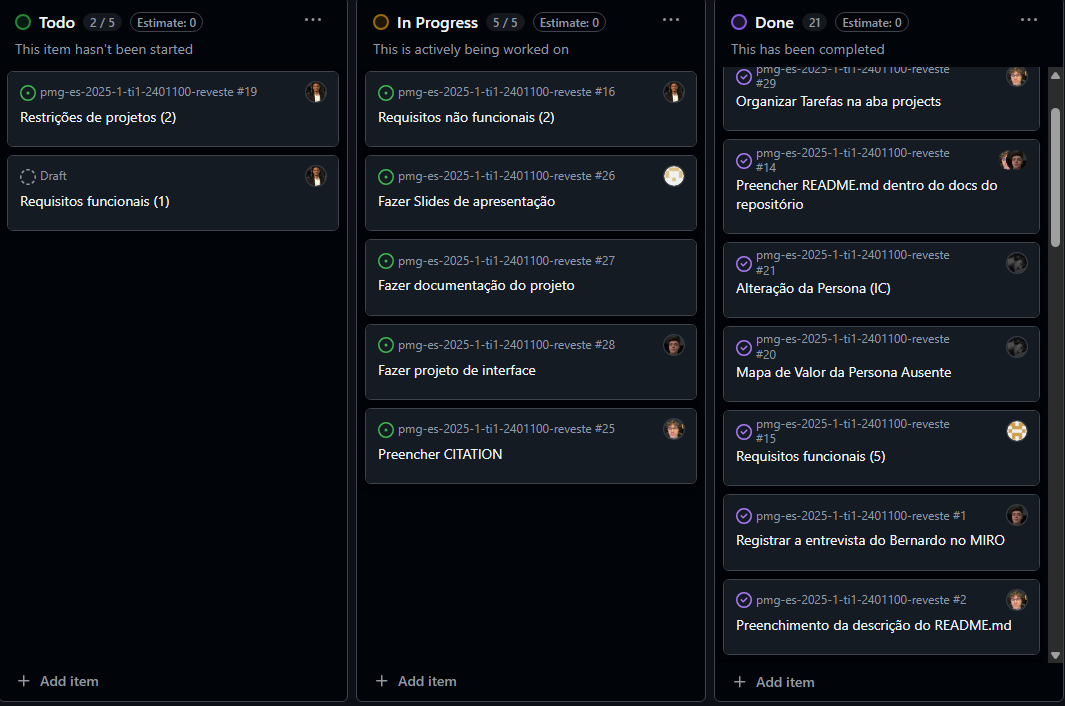 Todo 2 / 5 Estimate: 0
This item hasn't been started
pmg-es-2025-1-ti1-2401100-reveste #19
Restrições de projetos (2)
Draft
Requisitos funcionais (1)
+ Add item
In Progress 5 / 5 Estimate: 0
This is actively being worked on
pmg-es-2025-1-ti1-2401100-reveste #16
Requisitos não funcionais (2)
pmg-es-2025-1-ti1-2401100-reveste #26
Fazer Slides de apresentação
pmg-es-2025-1-ti1-2401100-reveste #27
Fazer documentação do projeto
pmg-es-2025-1-ti1-2401100-reveste #28
Fazer projeto de interface
pmg-es-2025-1-ti1-2401100-reveste #25
Preencher CITATION
+ Add item
Done 21 Estimate: 0
This has been completed
pmg-es-2025-1-ti1-2401100-reveste
#29
Organizar Tarefas na aba projects
pmg-es-2025-1-ti1-2401100-reveste
#14
Preencher README.md dentro do docs do
repositório
pmg-es-2025-1-ti1-2401100-reveste
#21
Alteração da Persona (IC)
pmg-es-2025-1-ti1-2401100-reveste
#20
Mapa de Valor da Persona Ausente
pmg-es-2025-1-ti1-2401100-reveste
#15
Requisitos funcionais (5)
pmg-es-2025-1-ti1-2401100-reveste #1
Registrar a entrevista do Bernardo no MIRO
pmg-es-2025-1-ti1-2401100-reveste #2
Preenchimento da descrição do README.md
+ Add item